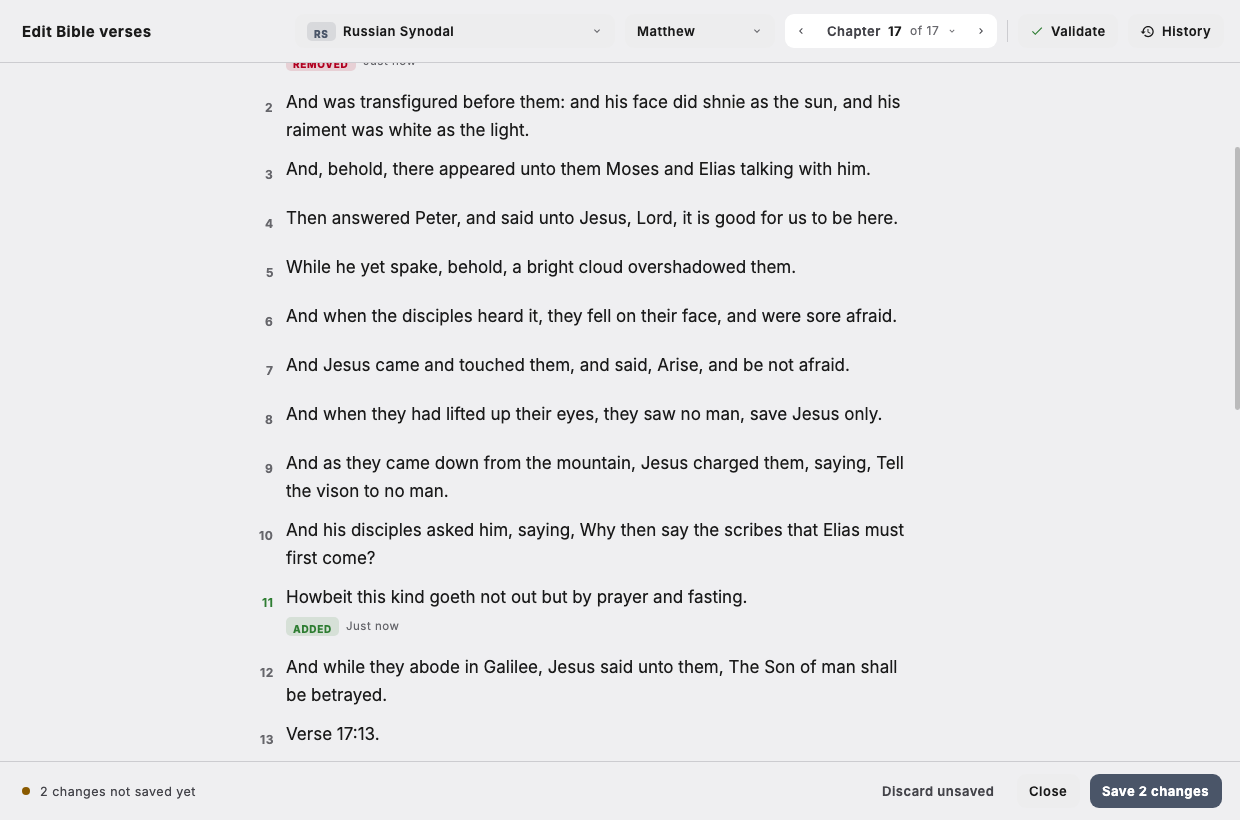 Edit Bible verses
RS Russian Synodal
Matthew
Chapter 17 of 17
Validate
History
REMOVED Just now
2 And was transfigured before them: and his face did shnie as the sun, and his
raiment was white as the light.
3 And, behold, there appeared unto them Moses and Elias talking with him.
4 Then answered Peter, and said unto Jesus, Lord, it is good for us to be here.
5 While he yet spake, behold, a bright cloud overshadowed them.
6 And when the disciples heard it, they fell on their face, and were sore afraid.
7 And Jesus came and touched them, and said, Arise, and be not afraid.
8 And when they had lifted up their eyes, they saw no man, save Jesus only.
9 And as they came down from the mountain, Jesus charged them, saying, Tell
the vison to no man.
10 And his disciples asked him, saying, Why then say the scribes that Elias must
first come?
11 Howbeit this kind goeth not out but by prayer and fasting.
ADDED Just now
12 And while they abode in Galilee, Jesus said unto them, The Son of man shall
be betrayed.
13 Verse 17:13.
2 changes not saved yet
Discard unsaved
Close
Save 2 changes